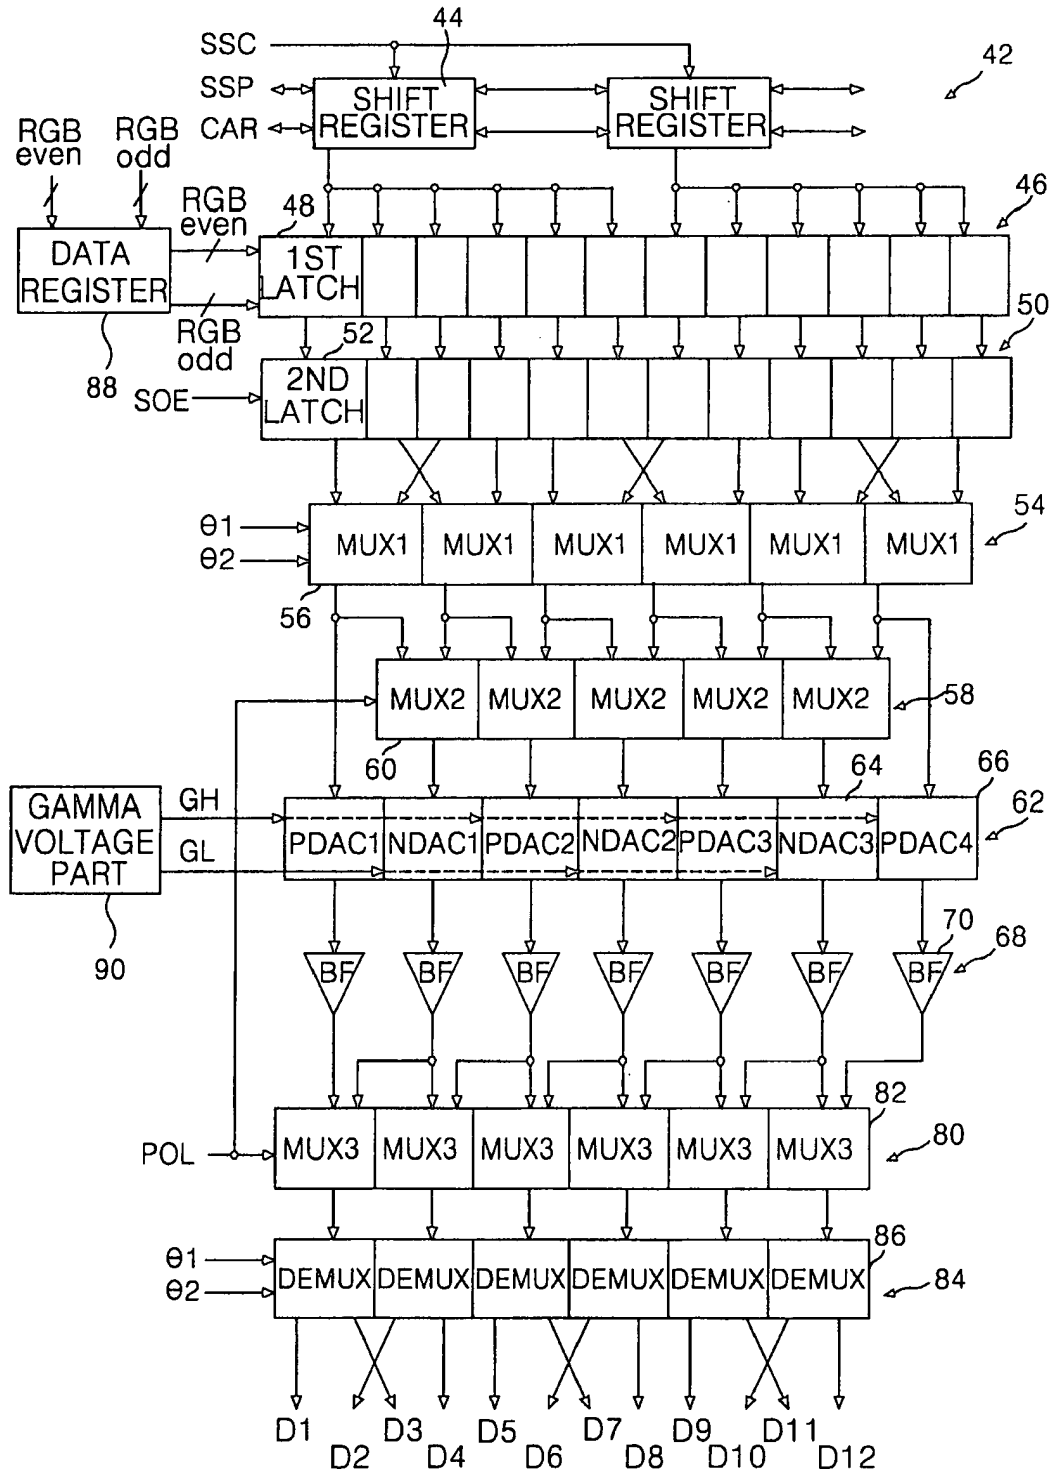 44
SSC
42
SSP
SHIFT REGISTER
SHIFT REGISTER
CAR
RGB even
RGB odd
RGB even
48
46
DATA REGISTER
1ST LATCH
RGB odd
88
52
50
SOE
2ND LATCH
θ1
θ2
MUX1 MUX1 MUX1 MUX1 MUX1 MUX1
54
56
MUX2 MUX2 MUX2 MUX2 MUX2
58
60
64
66
GAMMA VOLTAGE PART
GH
GL
PDAC1 NDAC1 PDAC2 NDAC2 PDAC3 NDAC3 PDAC4
62
90
70
68
BF BF BF BF BF BF BF
82
POL
MUX3 MUX3 MUX3 MUX3 MUX3 MUX3
80
86
θ1
θ2
DEMUX DEMUX DEMUX DEMUX DEMUX DEMUX
84
D1 D3 D5 D7 D9 D11
D2 D4 D6 D8 D10 D12